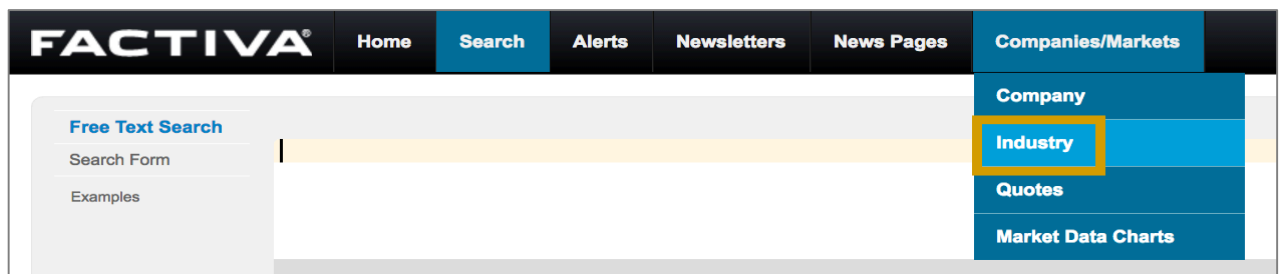 FACTIVA® Home Search Alerts Newsletters News Pages Companies/Markets
Company
Industry
Quotes
Market Data Charts
Free Text Search
Search Form
Examples